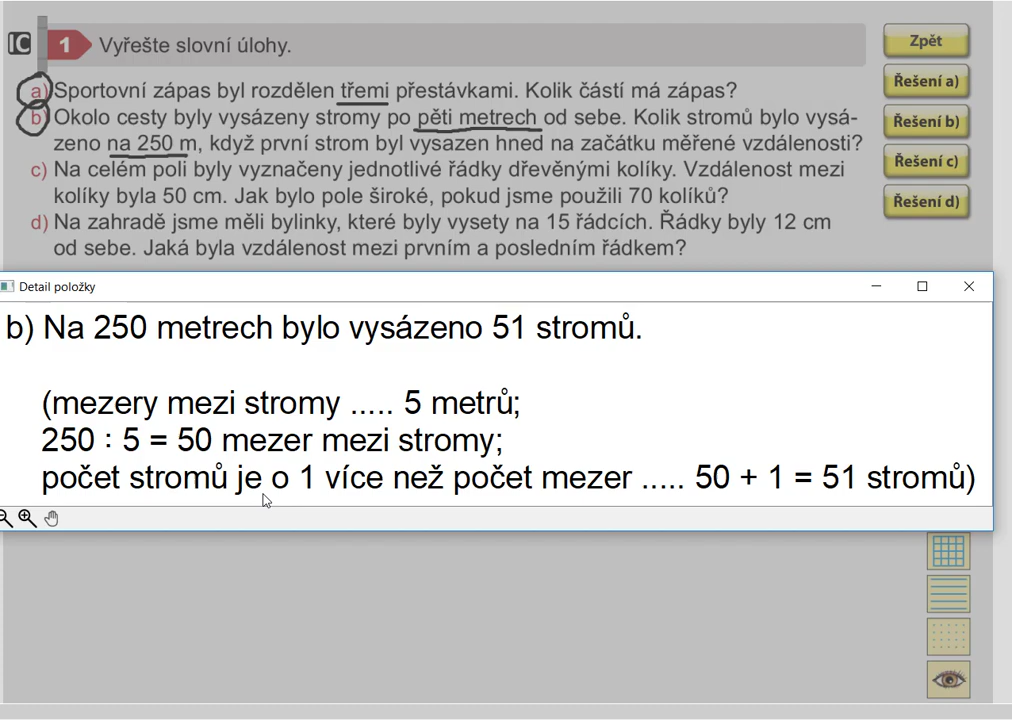 IC
1 Vyřešte slovní úlohy.
Zpět
a) Sportovní zápas byl rozdělen třemi přestávkami. Kolik částí má zápas?
Řešení a)
b) Okolo cesty byly vysázeny stromy po pěti metrech od sebe. Kolik stromů bylo vysá-
Řešení b)
zeno na 250 m, když první strom byl vysazen hned na začátku měřené vzdálenosti?
c) Na celém poli byly vyznačeny jednotlivé řádky dřevěnými kolíky. Vzdálenost mezi
Řešení c)
kolíky byla 50 cm. Jak bylo pole široké, pokud jsme použili 70 kolíků?
Řešení d)
d) Na zahradě jsme měli bylinky, které byly vysety na 15 řádcích. Řádky byly 12 cm
od sebe. Jaká byla vzdálenost mezi prvním a posledním řádkem?
Detail položky
b) Na 250 metrech bylo vysázeno 51 stromů.
(mezery mezi stromy ..... 5 metrů;
250 : 5 = 50 mezer mezi stromy;
počet stromů je o 1 více než počet mezer ..... 50 + 1 = 51 stromů)